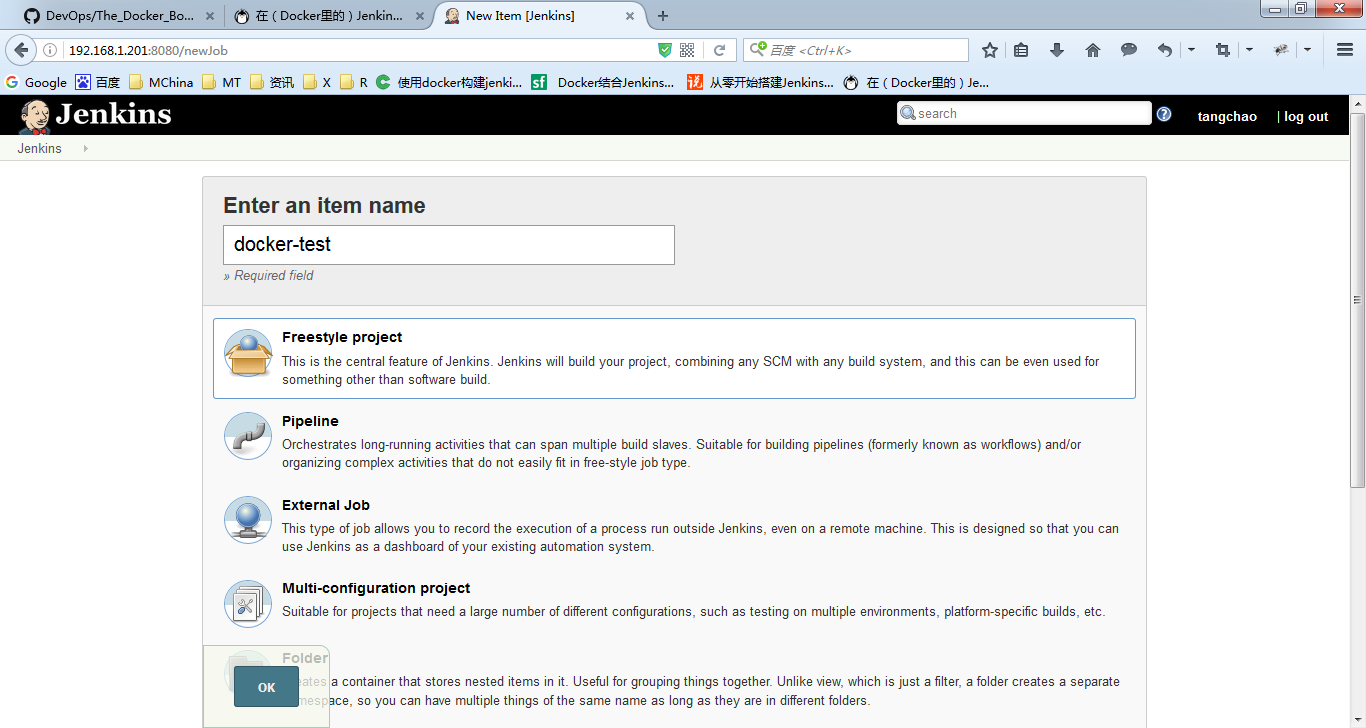 DevOps/The_Docker_Bo...
在（Docker里的）Jenkin...
New Item [Jenkins]
192.168.1.201:8080/newJob
百度 <Ctrl+K>
Google
百度
MChina
MT
资讯
X
R
使用docker构建jenki...
sf
Docker结合Jenkins...
从零开始搭建Jenkins...
在（Docker里的）Je...
Jenkins
search
tangchao
| log out
Jenkins
Enter an item name
docker-test
» Required field
Freestyle project
This is the central feature of Jenkins. Jenkins will build your project, combining any SCM with any build system, and this can be even used for
something other than software build.
Pipeline
Orchestrates long-running activities that can span multiple build slaves. Suitable for building pipelines (formerly known as workflows) and/or
organizing complex activities that do not easily fit in free-style job type.
External Job
This type of job allows you to record the execution of a process run outside Jenkins, even on a remote machine. This is designed so that you can
use Jenkins as a dashboard of your existing automation system.
Multi-configuration project
Suitable for projects that need a large number of different configurations, such as testing on multiple environments, platform-specific builds, etc.
Folder
a container that stores nested items in it. Useful for grouping things together. Unlike view, which is just a filter, a folder creates a separate
OK
so you can have multiple things of the same name as long as they are in different folders.